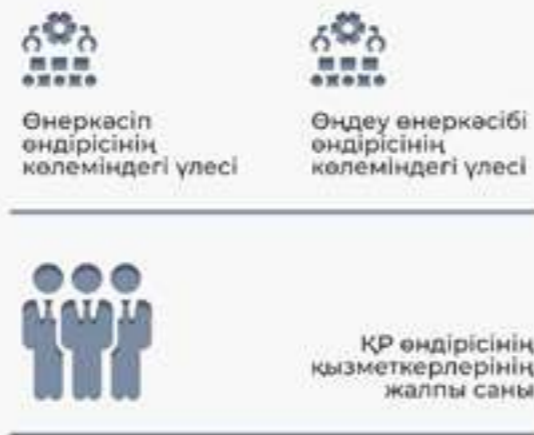 Өнеркәсіп
өндірісінің
көлеміндегі үлесі
Өңдеу өнеркәсібі
өндірісінің
көлеміндегі үлесі
ҚР өндірісінің
қызметкерлерінің
жалпы саны